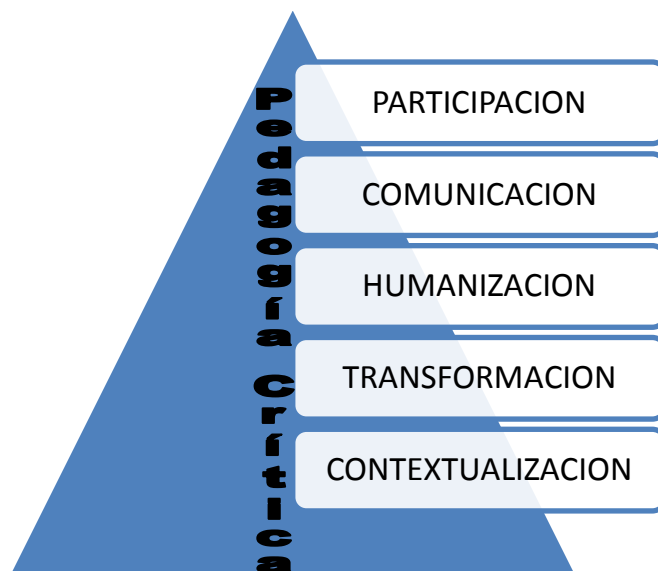 Pedagogía Crítica
PARTICIPACION
COMUNICACION
HUMANIZACION
TRANSFORMACION
CONTEXTUALIZACION